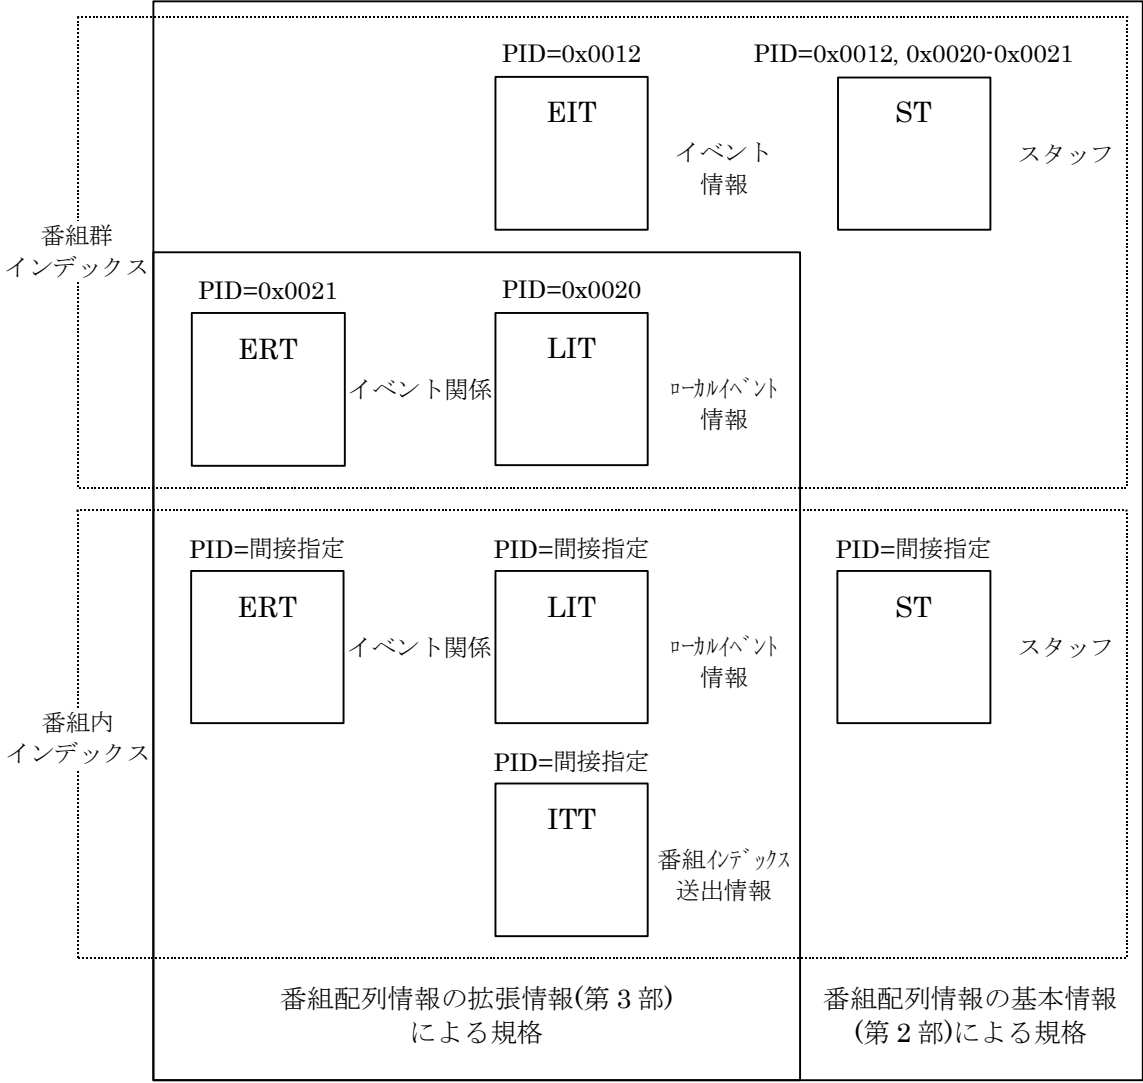 PID=0x0012
PID=0x0012, 0x0020-0x0021
EIT
ST
イベント
情報
スタッフ
番組群
インデックス
PID=0x0021
PID=0x0020
ERT
LIT
イベント関係
ﾛｰｶﾙｲﾍﾞﾝﾄ
情報
PID=間接指定
PID=間接指定
PID=間接指定
ERT
LIT
ST
イベント関係
ﾛｰｶﾙｲﾍﾞﾝﾄ
情報
スタッフ
番組内
インデックス
PID=間接指定
ITT
番組ｲﾝﾃﾞｯｸｽ
送出情報
番組配列情報の拡張情報(第3部)
による規格
番組配列情報の基本情報
(第2部)による規格